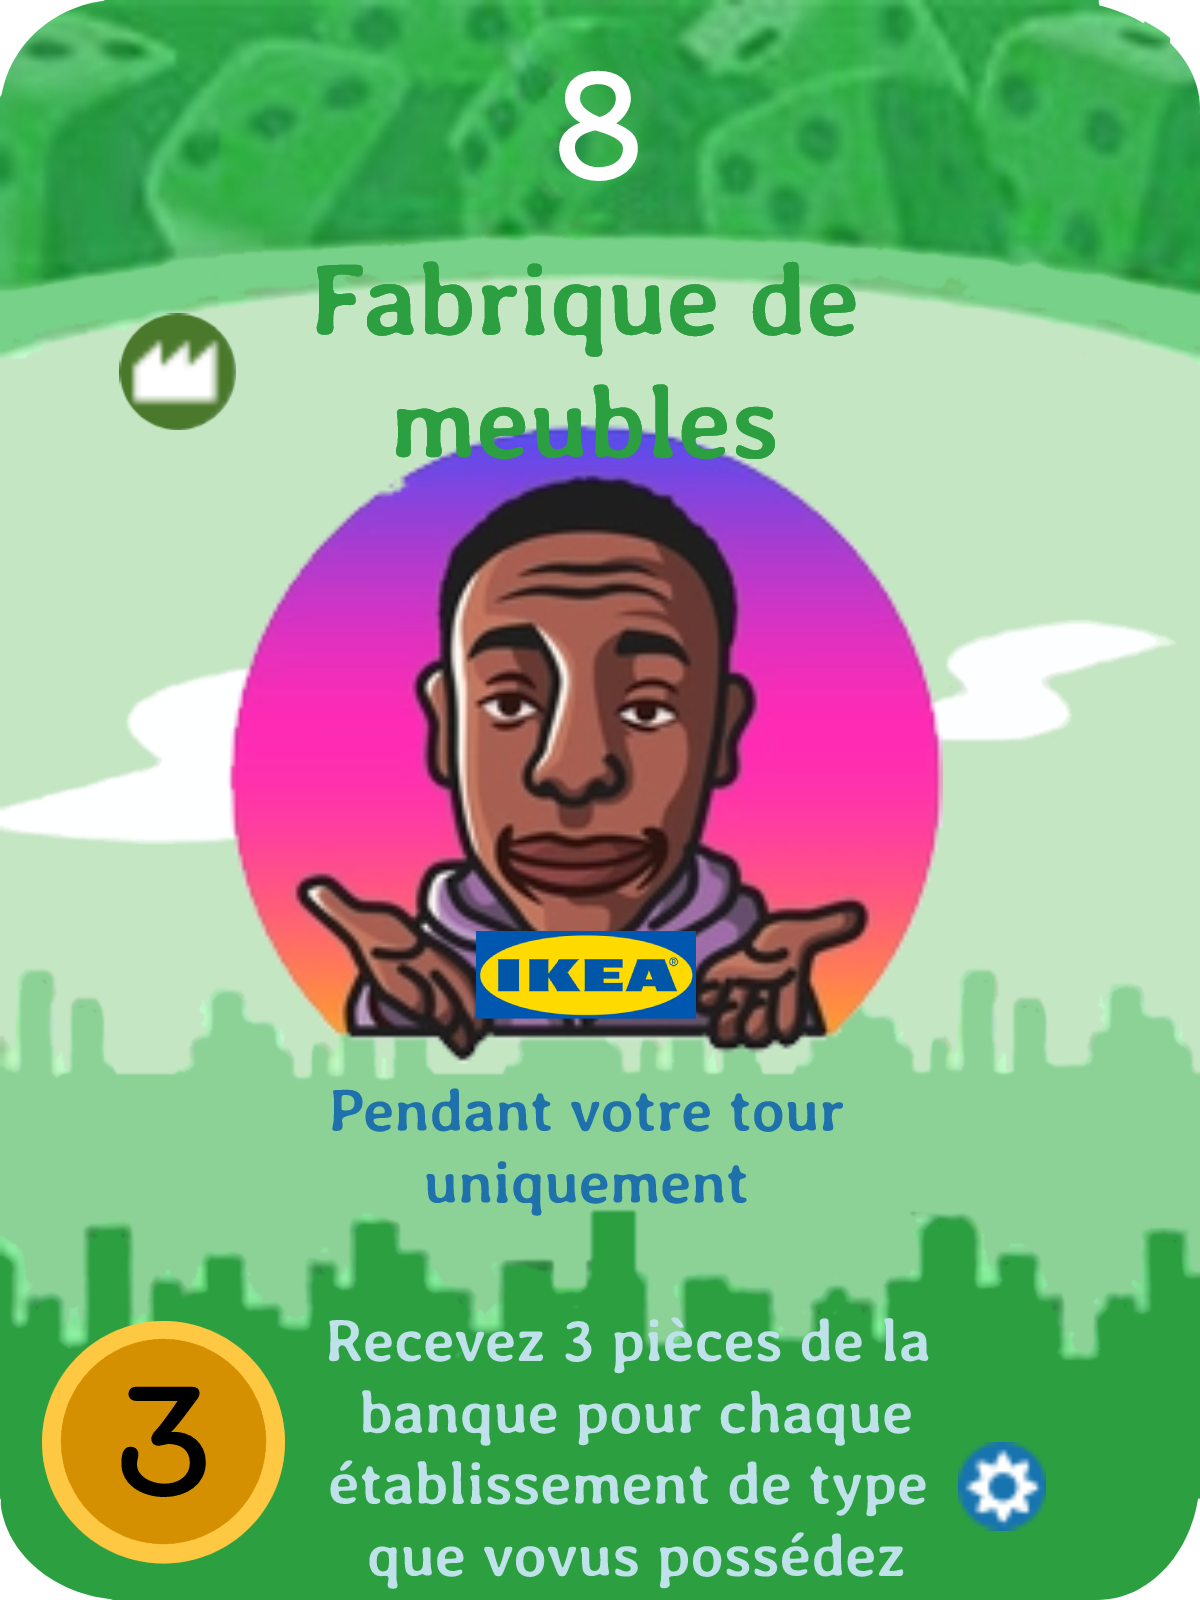 8
Fabrique de
meubles
IKEA®
Pendant votre tour
uniquement
3
Recevez 3 pièces de la
banque pour chaque
établissement de type
que vovus possédez